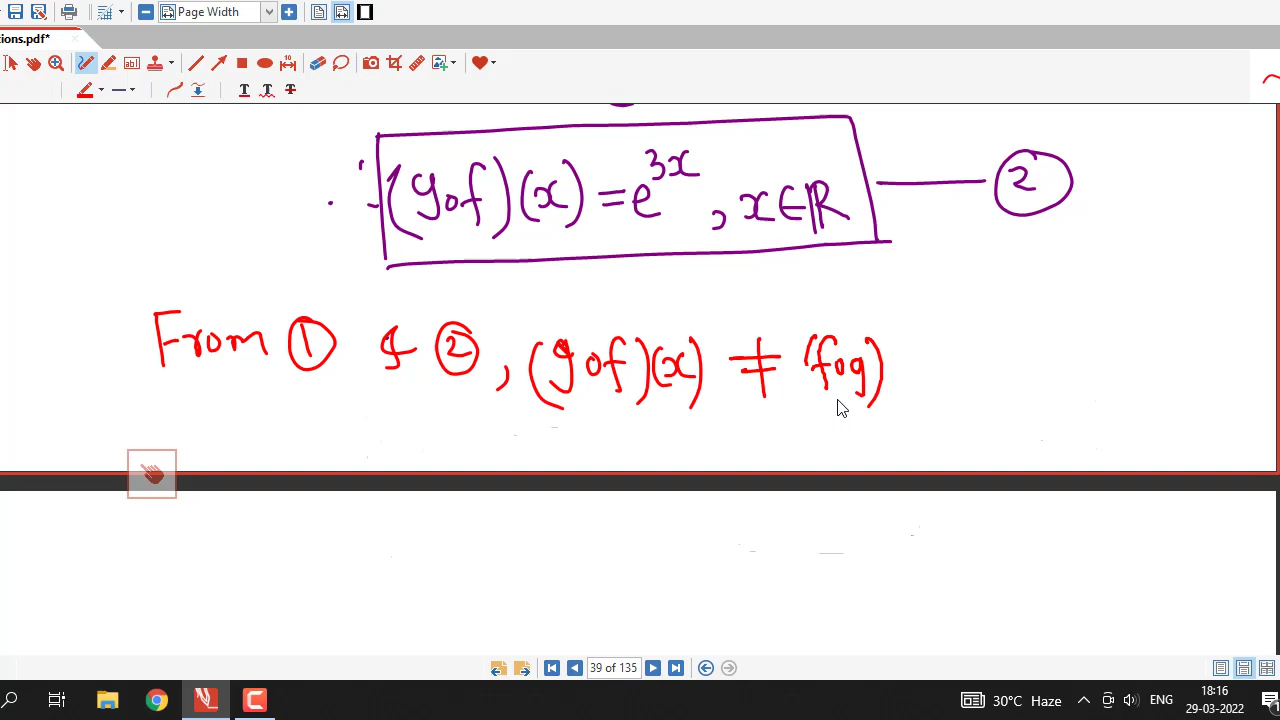 Page Width
ions.pdf*
10
T T T
∴ (gof)(x) = e^{3x}, x∈ℝ —— ②
From ① & ②, (gof)(x) ≠ (fog)
39 of 135
30°C Haze
ENG
18:16
29-03-2022